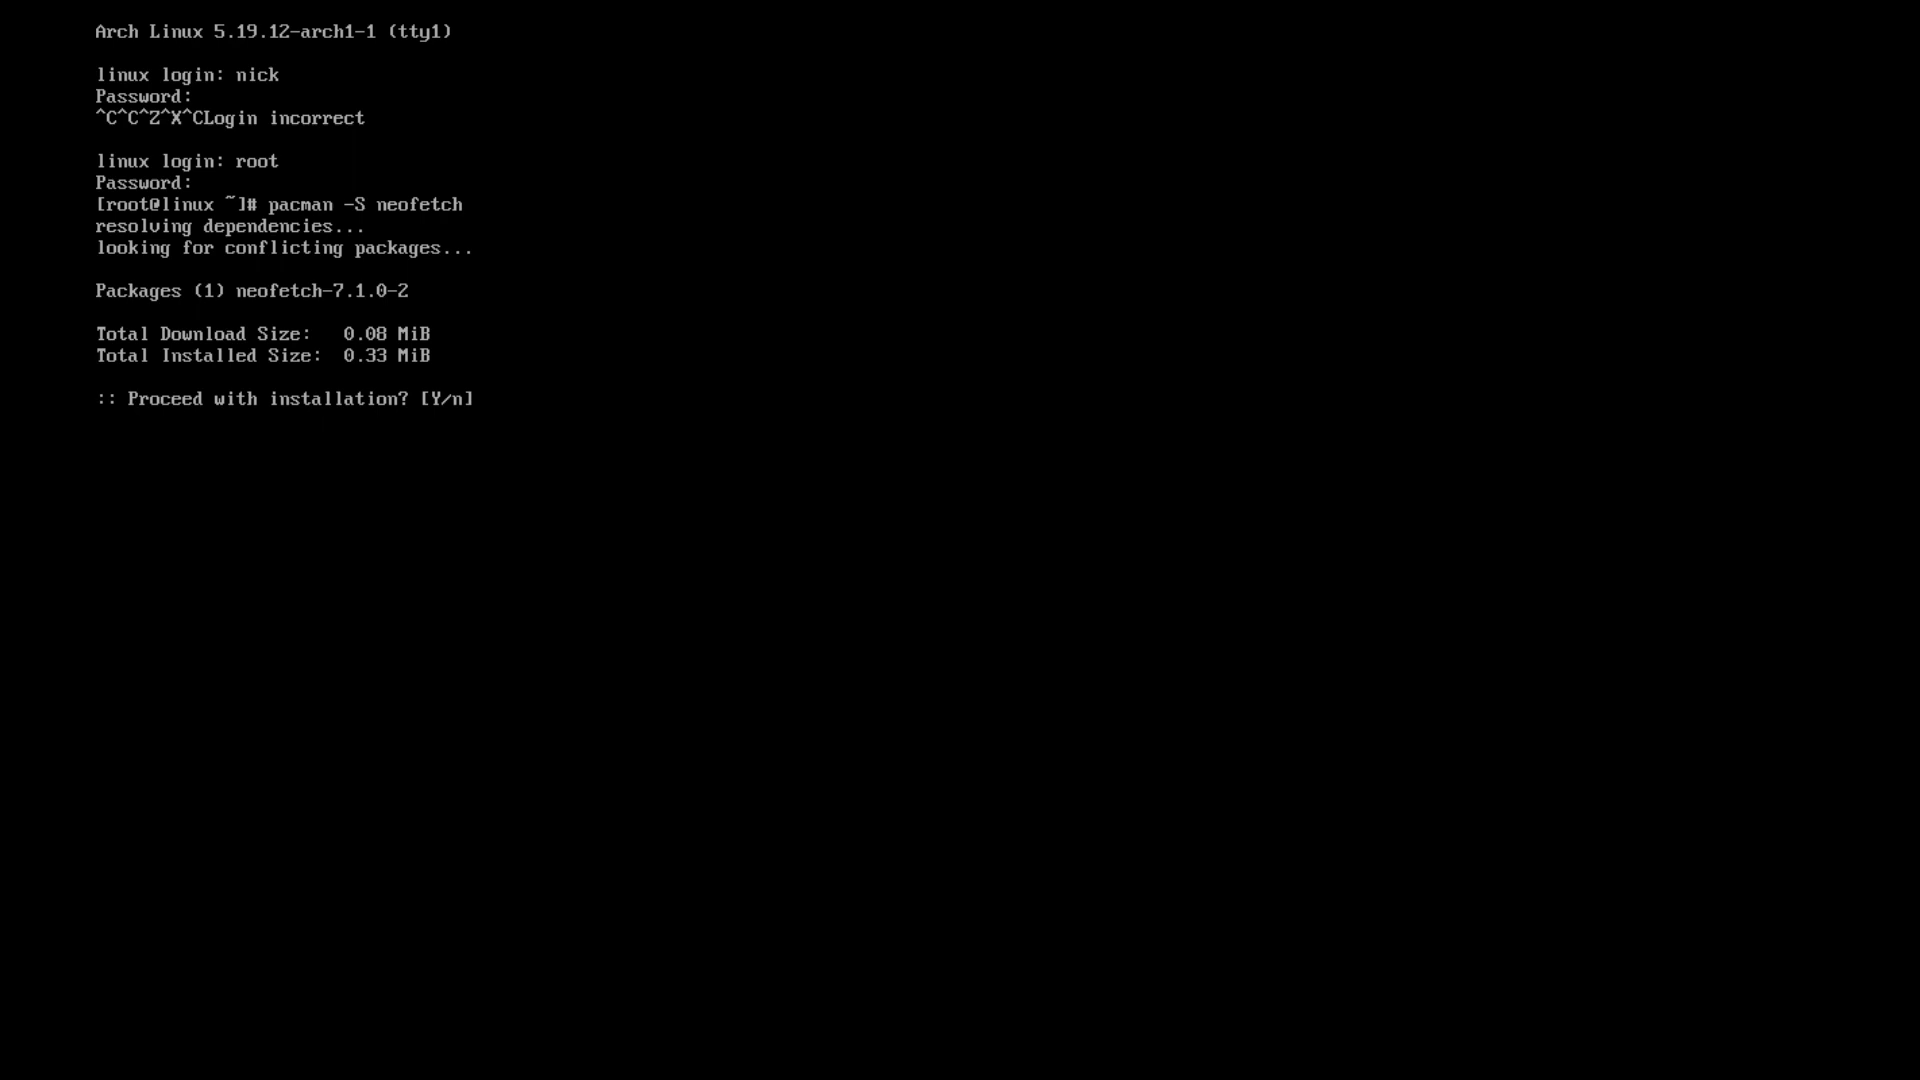 Arch Linux 5.19.12-arch1-1 (tty1)
linux login: nick
Password:
^C^C^Z^X^CLogin incorrect
linux login: root
Password:
[root@linux ~]# pacman -S neofetch
resolving dependencies...
looking for conflicting packages...
Packages (1) neofetch-7.1.0-2
Total Download Size:   0.08 MiB
Total Installed Size:  0.33 MiB
:: Proceed with installation? [Y/n]